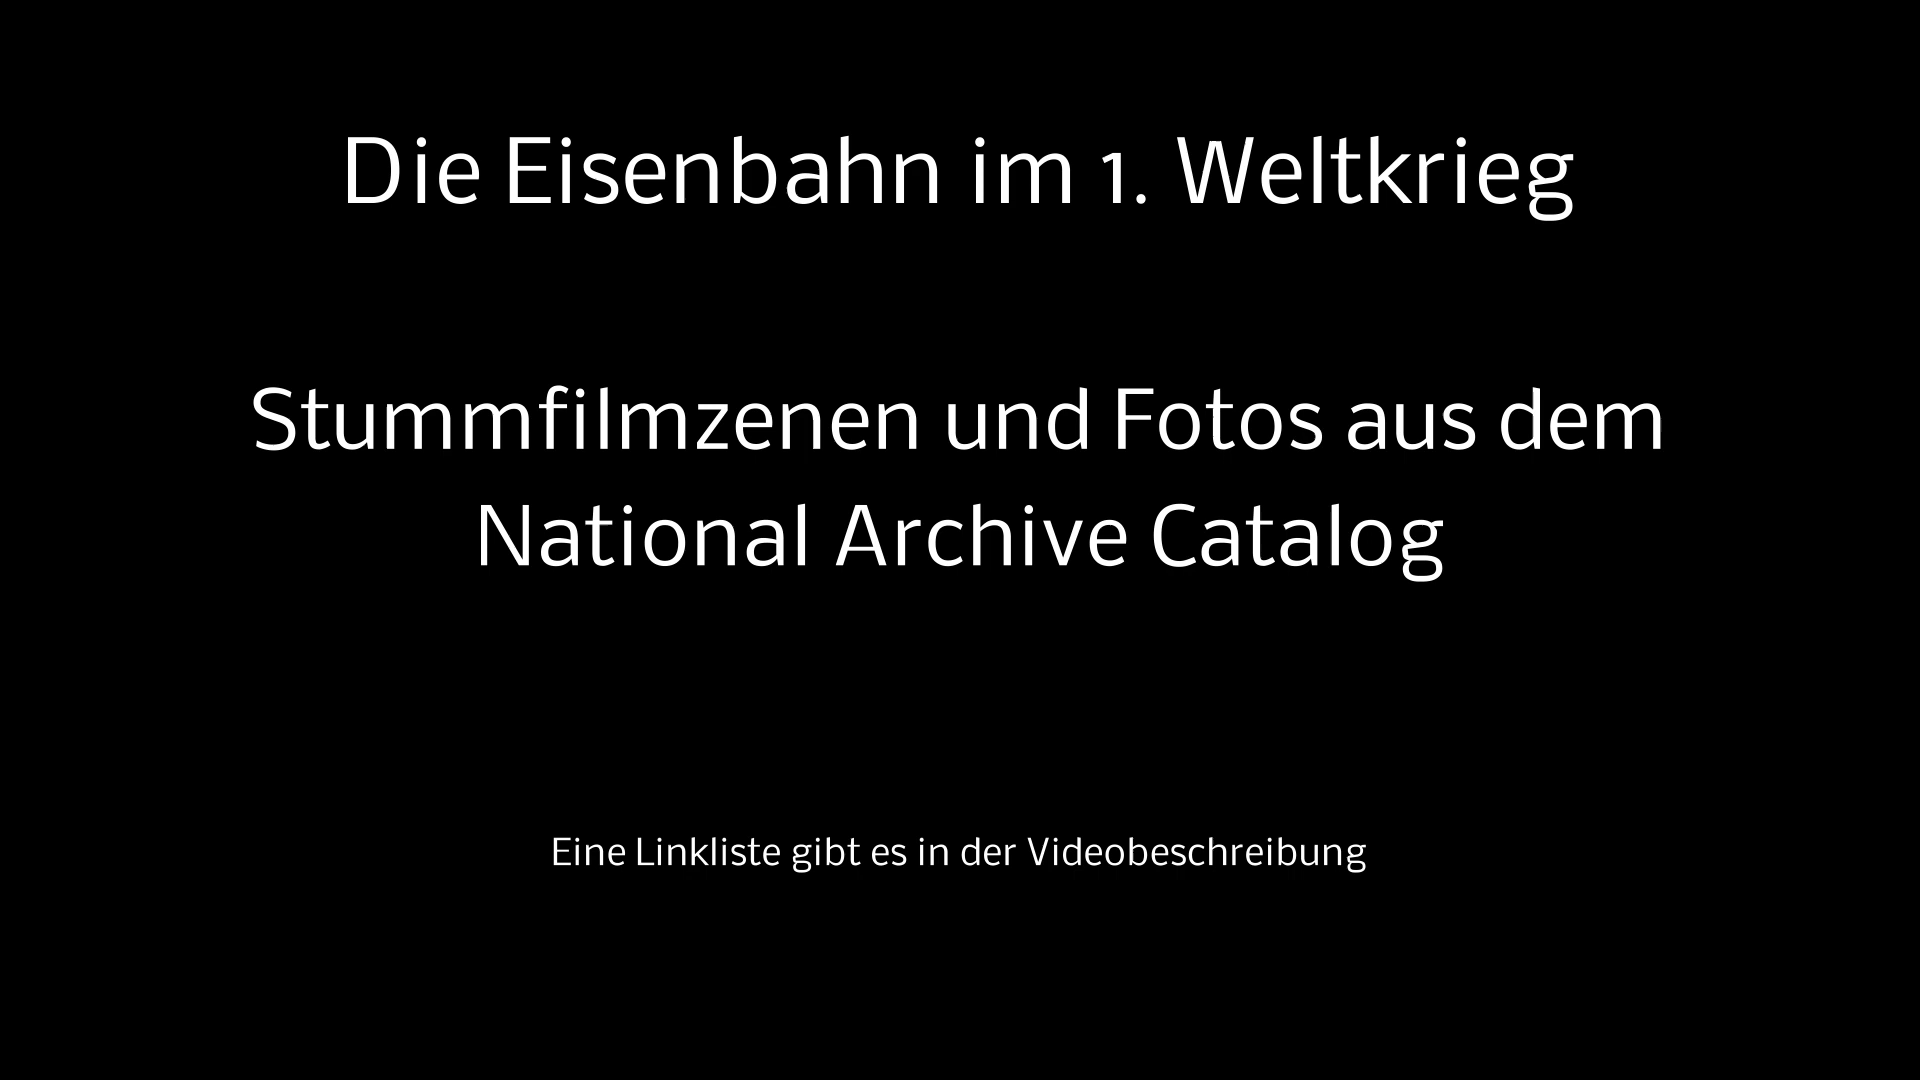 Die Eisenbahn im 1. Weltkrieg
Stummfilmzenen und Fotos aus dem
National Archive Catalog
Eine Linkliste gibt es in der Videobeschreibung